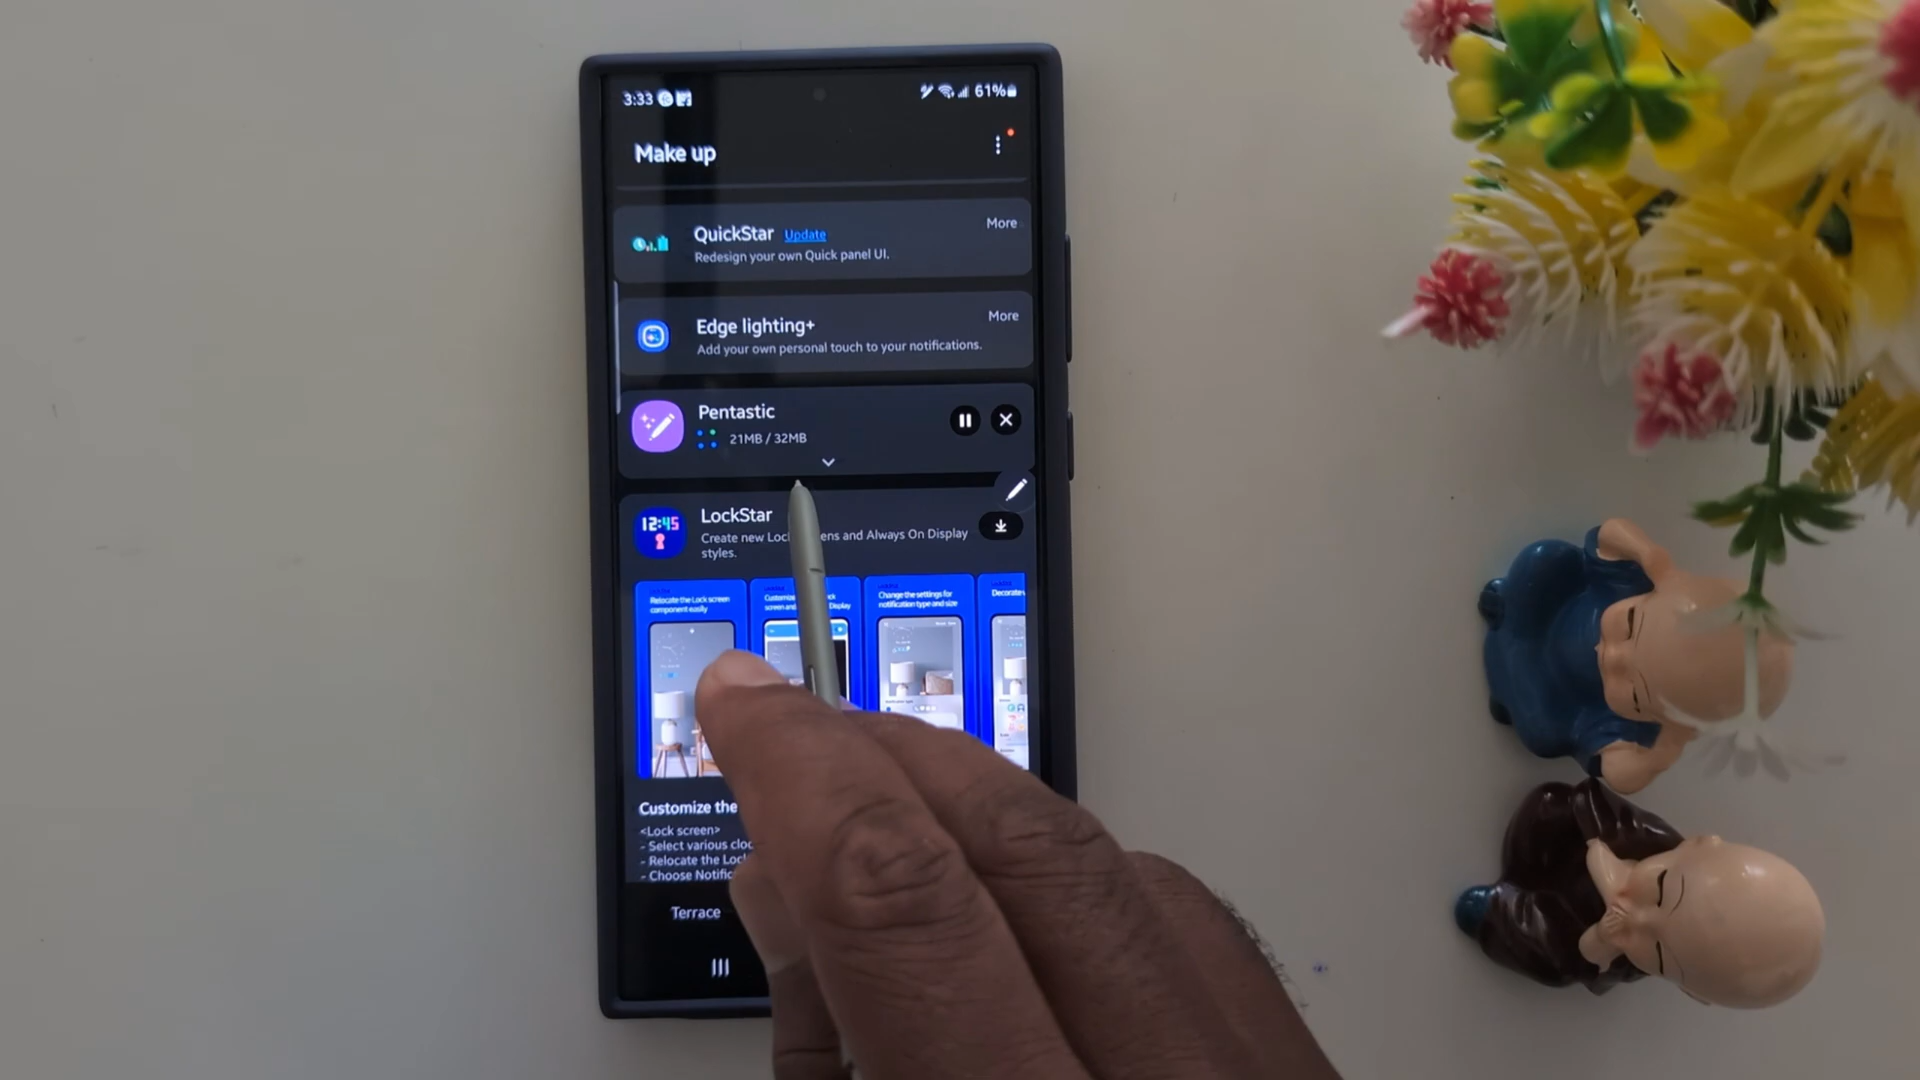 3:33
61%
Make up
QuickStar Update
More
Redesign your own Quick panel UI.
Edge lighting+
More
Add your own personal touch to your notifications.
Pentastic
21MB / 32MB
12:45
LockStar
Create new Loc ens and Always On Display
styles.
Relocate the Lock screen
component easily
screen and Display
Change the settings for
notification type and size
Customize the
<Lock screen>
- Select various cloc
- Relocate the Loc
- Choose Notific
Terrace